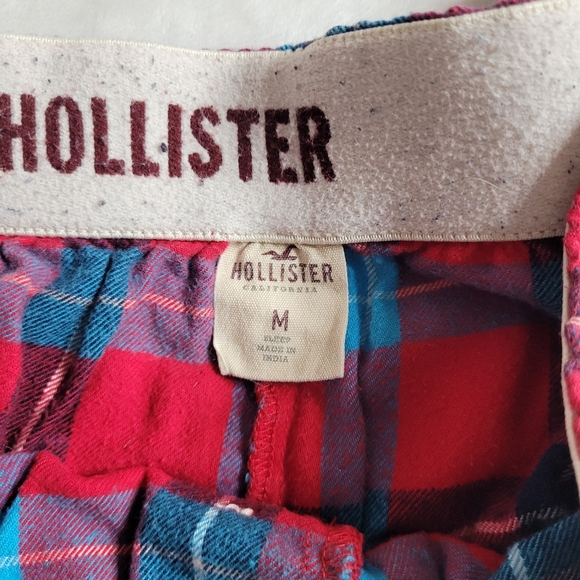 HOLLISTER
HOLLISTER
CALIFORNIA
M
SLEEP
MADE IN
INDIA